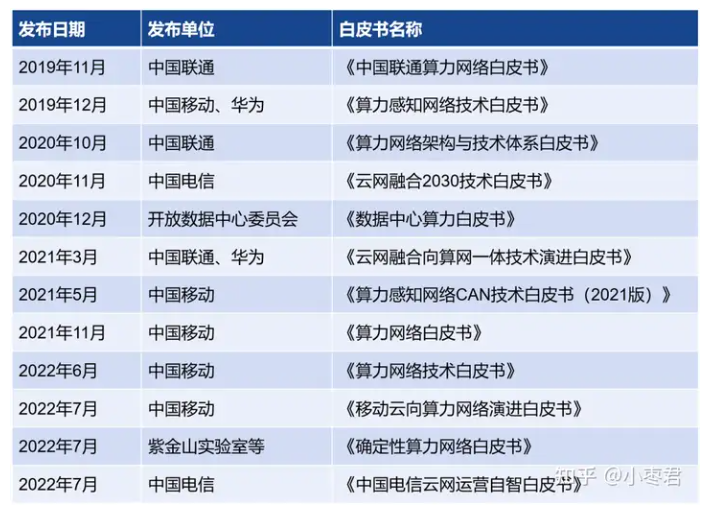 发布日期 发布单位 白皮书名称
2019年11月 中国联通 《中国联通算力网络白皮书》
2019年12月 中国移动、华为 《算力感知网络技术白皮书》
2020年10月 中国联通 《算力网络架构与技术体系白皮书》
2020年11月 中国电信 《云网融合2030技术白皮书》
2020年12月 开放数据中心委员会 《数据中心算力白皮书》
2021年3月 中国联通、华为 《云网融合向算网一体技术演进白皮书》
2021年5月 中国移动 《算力感知网络CAN技术白皮书（2021版）》
2021年11月 中国移动 《算力网络白皮书》
2022年6月 中国移动 《算力网络技术白皮书》
2022年7月 中国移动 《移动云向算力网络演进白皮书》
2022年7月 紫金山实验室等 《确定性算力网络白皮书》
2022年7月 中国电信 《中国电信云网运营自智白皮书》
知乎 @小枣君